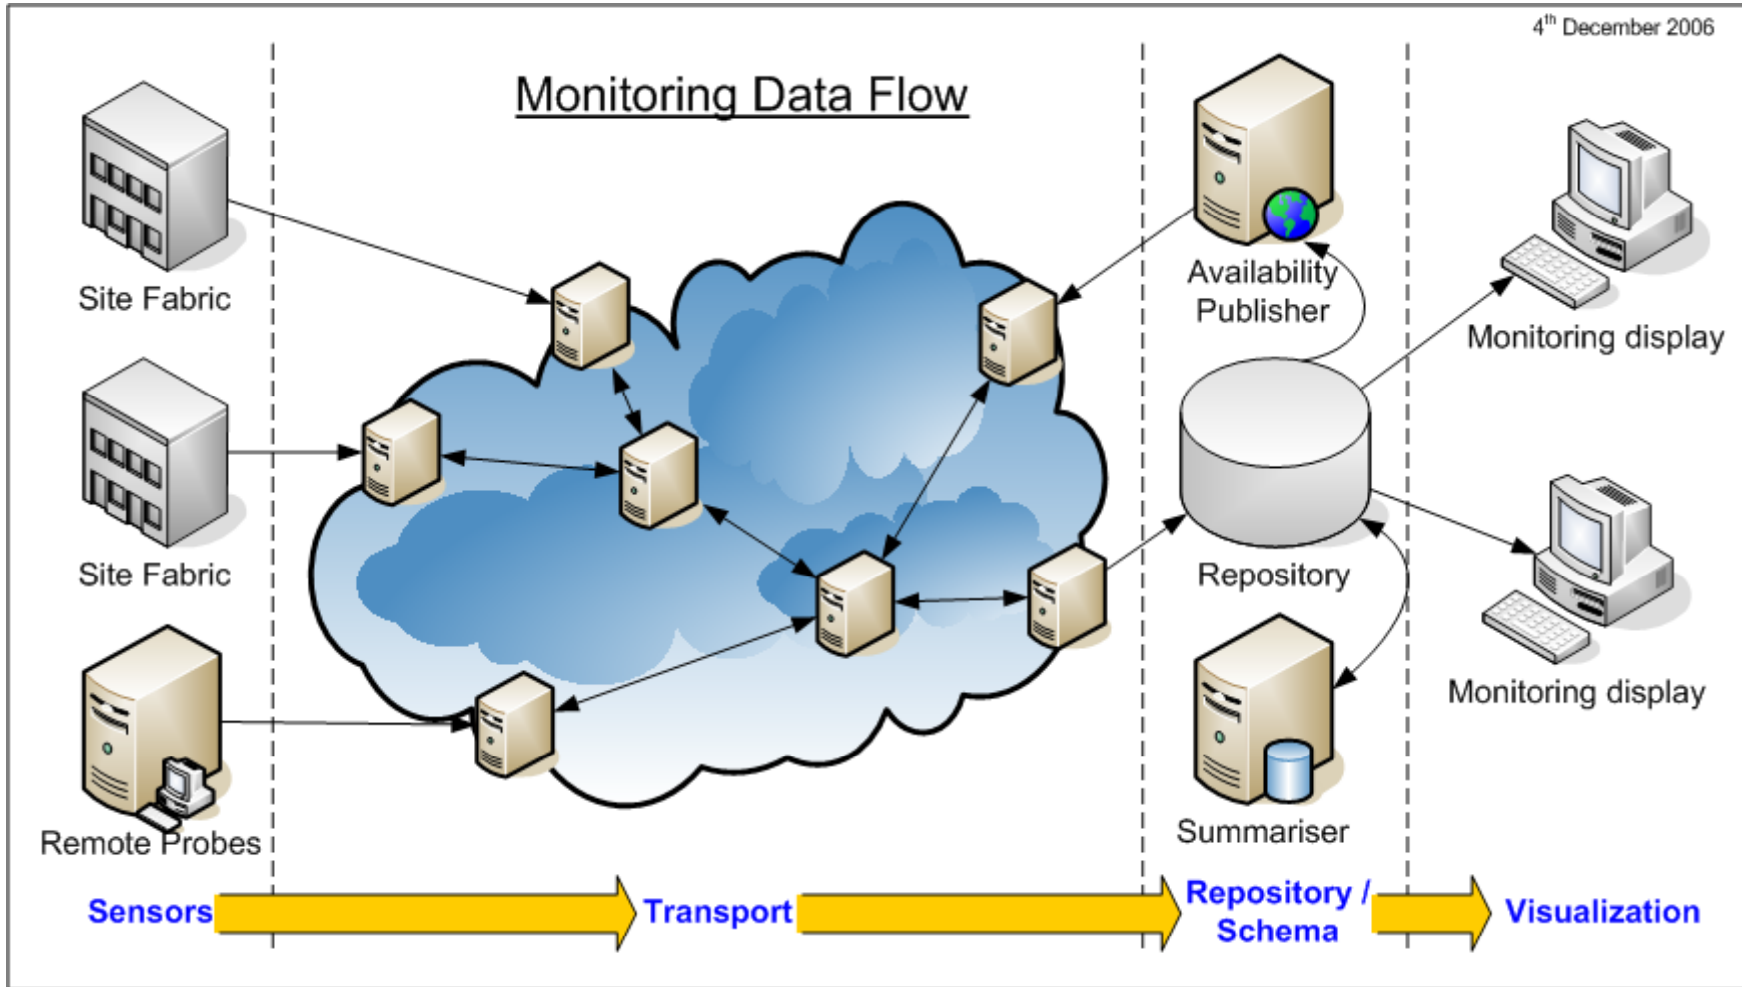 4th December 2006
Monitoring Data Flow
Site Fabric
Site Fabric
Remote Probes
Availability
Publisher
Repository
Summariser
Monitoring display
Monitoring display
Sensors
Transport
Repository /
Schema
Visualization